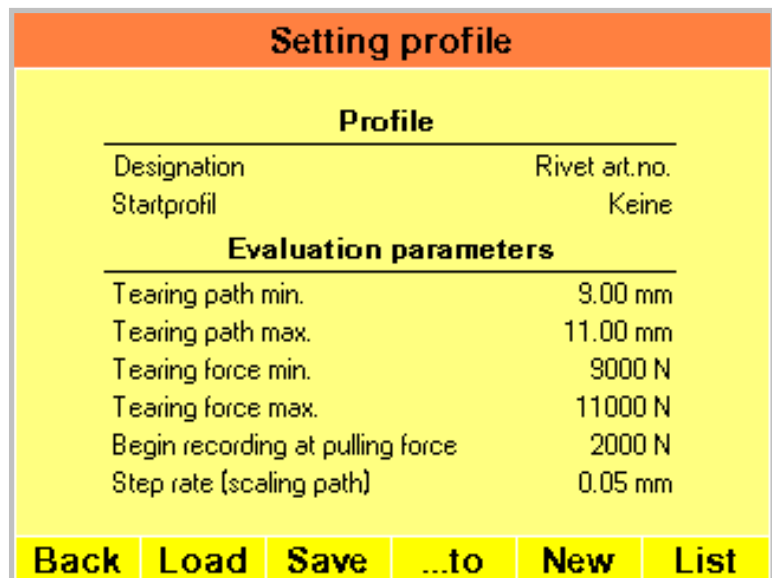 Setting profile
Profile
Designation Rivet art.no.
Startprofil Keine
Evaluation parameters
Tearing path min. 9.00 mm
Tearing path max. 11.00 mm
Tearing force min. 9000 N
Tearing force max. 11000 N
Begin recording at pulling force 2000 N
Step rate (scaling path) 0.05 mm
Back Load Save ...to New List